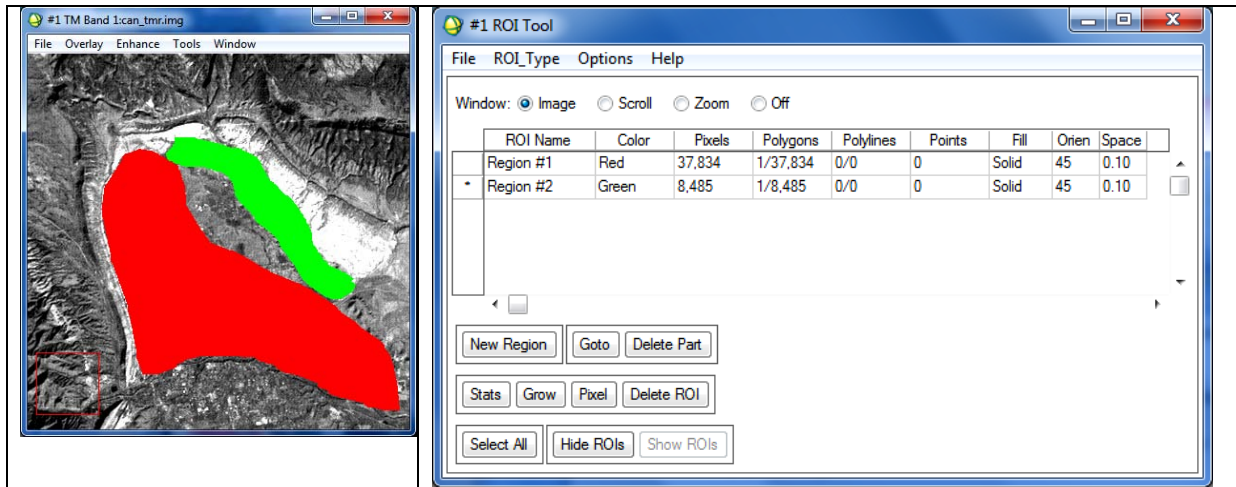 #1 TM Band 1:can_tmr.img
File Overlay Enhance Tools Window
#1 ROI Tool
File ROI_Type Options Help
Window: Image Scroll Zoom Off
ROI Name Color Pixels Polygons Polylines Points Fill Orien Space
Region #1 Red 37,834 1/37,834 0/0 0 Solid 45 0.10
* Region #2 Green 8,485 1/8,485 0/0 0 Solid 45 0.10
New Region Goto Delete Part
Stats Grow Pixel Delete ROI
Select All Hide ROIs Show ROIs